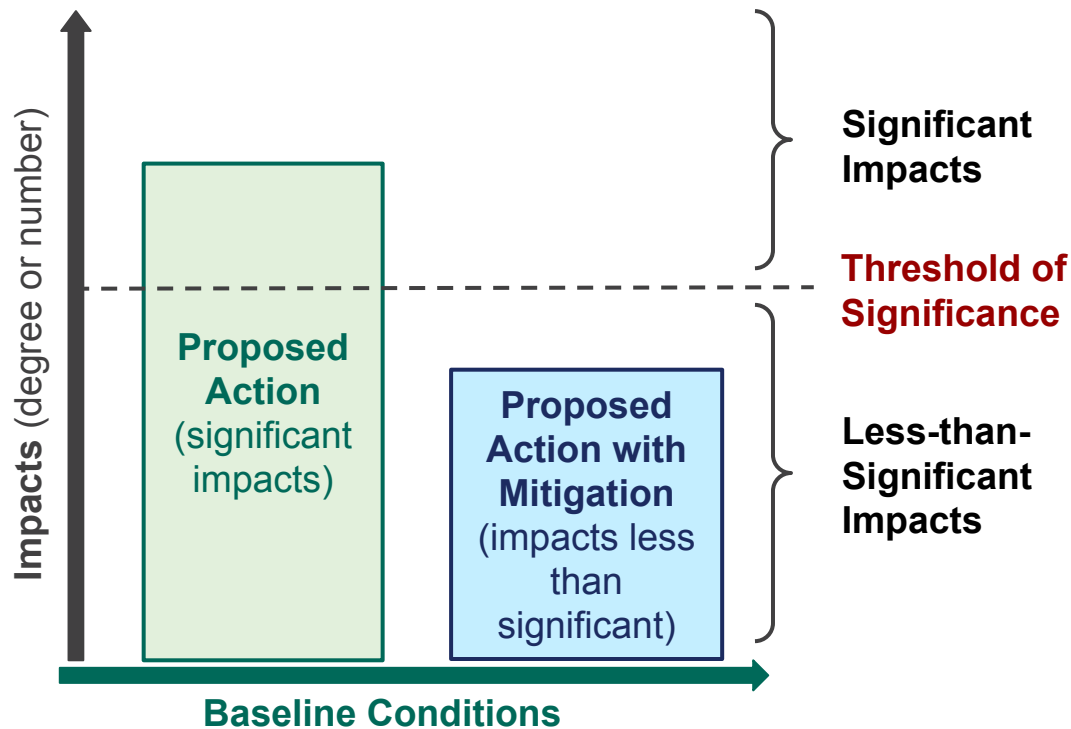 Impacts (degree or number)
Proposed
Action
(significant
impacts)
Proposed
Action with
Mitigation
(impacts less
than
significant)
Significant
Impacts
Threshold of
Significance
Less-than-
Significant
Impacts
Baseline Conditions